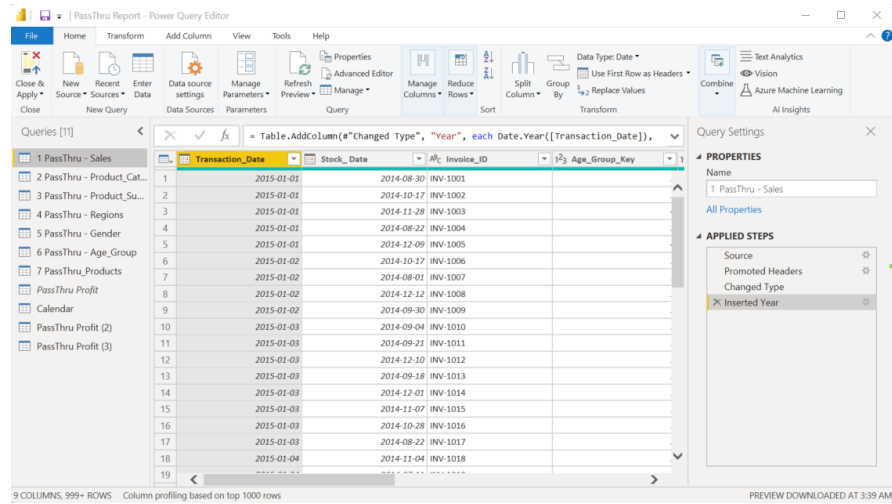 PassThru Report - Power Query Editor
File Home Transform Add Column View Tools Help
Close & Apply
New Source
Recent Sources
Enter Data
Data source settings
Manage Parameters
Refresh Preview
Properties
Advanced Editor
Manage
Manage Columns
Reduce Rows
Split Column
Group By
Data Type: Date
Use First Row as Headers
Replace Values
Combine
Text Analytics
Vision
Azure Machine Learning
Close New Query Data Sources Parameters Query Sort Transform AI Insights
Queries [11]
1 PassThru - Sales
2 PassThru - Product_Cat...
3 PassThru - Product_Su...
4 PassThru - Regions
5 PassThru - Gender
6 PassThru - Age_Group
7 PassThru_Products
PassThru Profit
Calendar
PassThru Profit (2)
PassThru Profit (3)
fx = Table.AddColumn(#"Changed Type", "Year", each Date.Year([Transaction_Date]),
Transaction_Date Stock_ Date ABC Invoice_ID 123 Age_Group_Key
1 2015-01-01 2014-08-30 INV-1001
2 2015-01-01 2014-10-17 INV-1002
3 2015-01-01 2014-11-28 INV-1003
4 2015-01-01 2014-08-22 INV-1004
5 2015-01-01 2014-12-09 INV-1005
6 2015-01-02 2014-10-17 INV-1006
7 2015-01-02 2014-08-01 INV-1007
8 2015-01-02 2014-12-12 INV-1008
9 2015-01-02 2014-09-30 INV-1009
10 2015-01-03 2014-09-04 INV-1010
11 2015-01-03 2014-09-21 INV-1011
12 2015-01-03 2014-12-10 INV-1012
13 2015-01-03 2014-09-18 INV-1013
14 2015-01-03 2014-12-01 INV-1014
15 2015-01-03 2014-11-07 INV-1015
16 2015-01-03 2014-10-28 INV-1016
17 2015-01-03 2014-08-22 INV-1017
18 2015-01-04 2014-11-04 INV-1018
19
Query Settings
PROPERTIES
Name
1 PassThru - Sales
All Properties
APPLIED STEPS
Source
Promoted Headers
Changed Type
Inserted Year
9 COLUMNS, 999+ ROWS Column profiling based on top 1000 rows
PREVIEW DOWNLOADED AT 3:39 AM